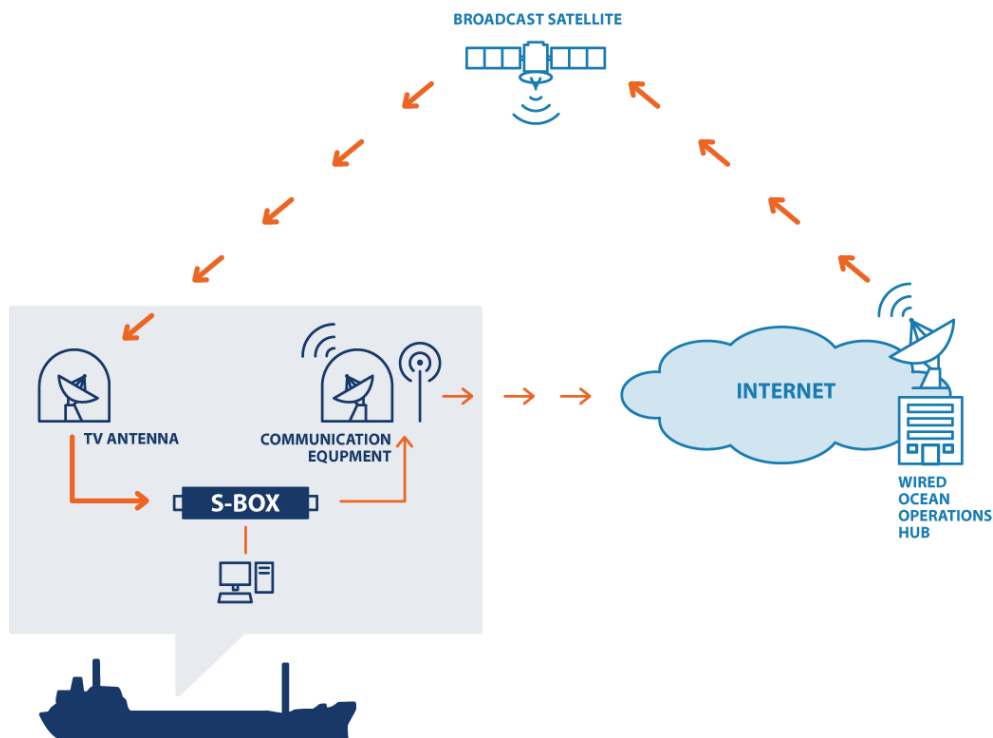 BROADCAST SATELLITE
TV ANTENNA
COMMUNICATION
EQUPMENT
S-BOX
INTERNET
WIRED
OCEAN
OPERATIONS
HUB